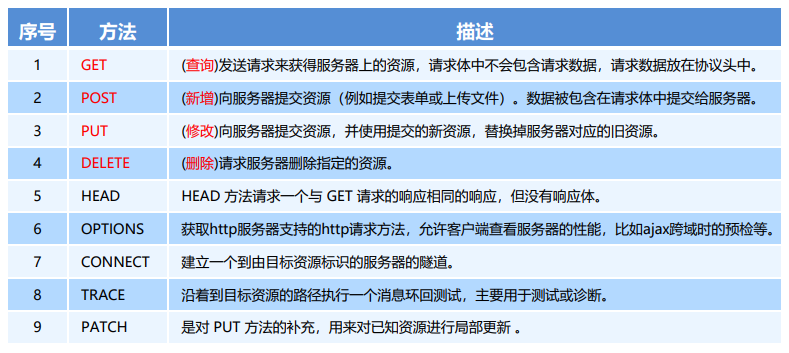 序号 方法 描述
1 GET (查询)发送请求来获得服务器上的资源，请求体中不会包含请求数据，请求数据放在协议头中。
2 POST (新增)向服务器提交资源（例如提交表单或上传文件）。数据被包含在请求体中提交给服务器。
3 PUT (修改)向服务器提交资源，并使用提交的新资源，替换掉服务器对应的旧资源。
4 DELETE (删除)请求服务器删除指定的资源。
5 HEAD HEAD 方法请求一个与 GET 请求的响应相同的响应，但没有响应体。
6 OPTIONS 获取http服务器支持的http请求方法，允许客户端查看服务器的性能，比如ajax跨域时的预检等。
7 CONNECT 建立一个到由目标资源标识的服务器的隧道。
8 TRACE 沿着到目标资源的路径执行一个消息环回测试，主要用于测试或诊断。
9 PATCH 是对 PUT 方法的补充，用来对已知资源进行局部更新 。